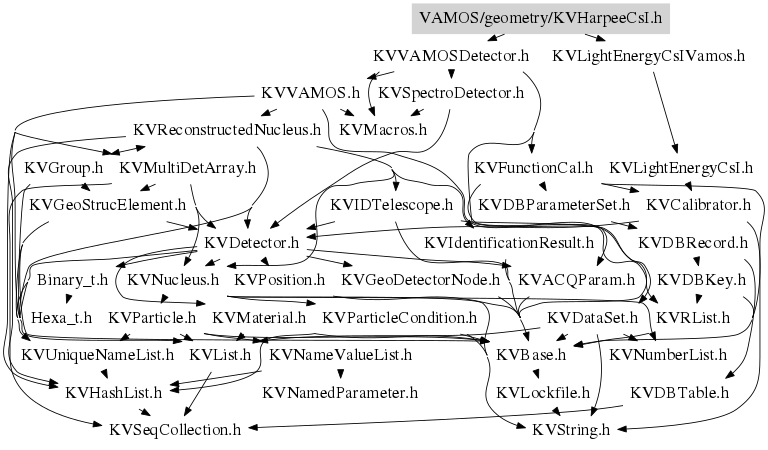 VAMOS/geometry/KVHarpeeCsI.h
KVVAMOSDetector.h
KVLightEnergyCsIVamos.h
KVVAMOS.h
KVSpectroDetector.h
KVReconstructedNucleus.h
KVMacros.h
KVGroup.h
KVMultiDetArray.h
KVFunctionCal.h
KVLightEnergyCsI.h
KVGeoStrucElement.h
KVIDTelescope.h
KVDBParameterSet.h
KVCalibrator.h
KVDetector.h
KVIdentificationResult.h
KVDBRecord.h
Binary_t.h
KVNucleus.h
KVPosition.h
KVGeoDetectorNode.h
KVACQParam.h
KVDBKey.h
Hexa_t.h
KVParticle.h
KVMaterial.h
KVParticleCondition.h
KVDataSet.h
KVRList.h
KVUniqueNameList.h
KVList.h
KVNameValueList.h
KVBase.h
KVNumberList.h
KVHashList.h
KVNamedParameter.h
KVLockfile.h
KVDBTable.h
KVSeqCollection.h
KVString.h